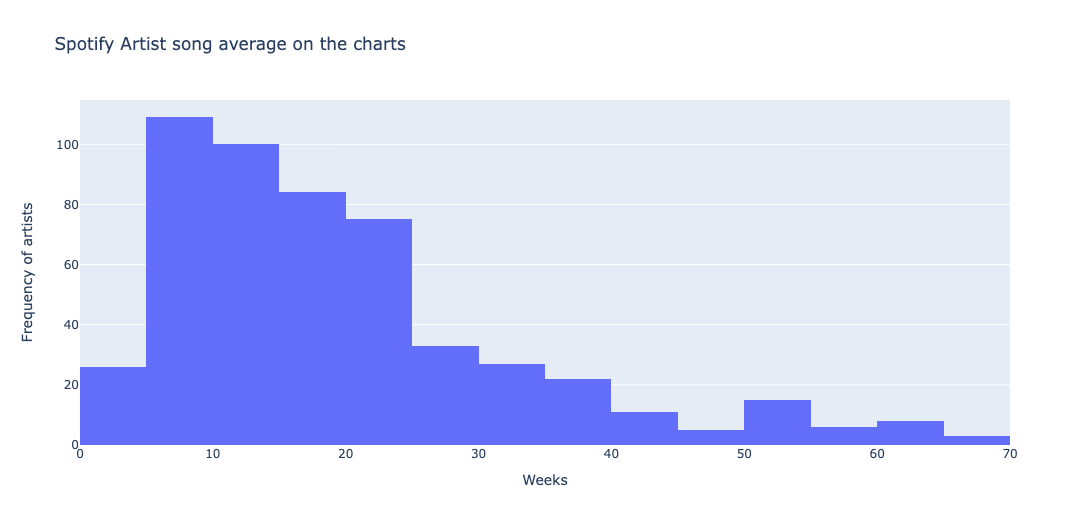 Spotify Artist song average on the charts
Frequency of artists
100
80
60
40
20
0
0 10 20 30 40 50 60 70
Weeks